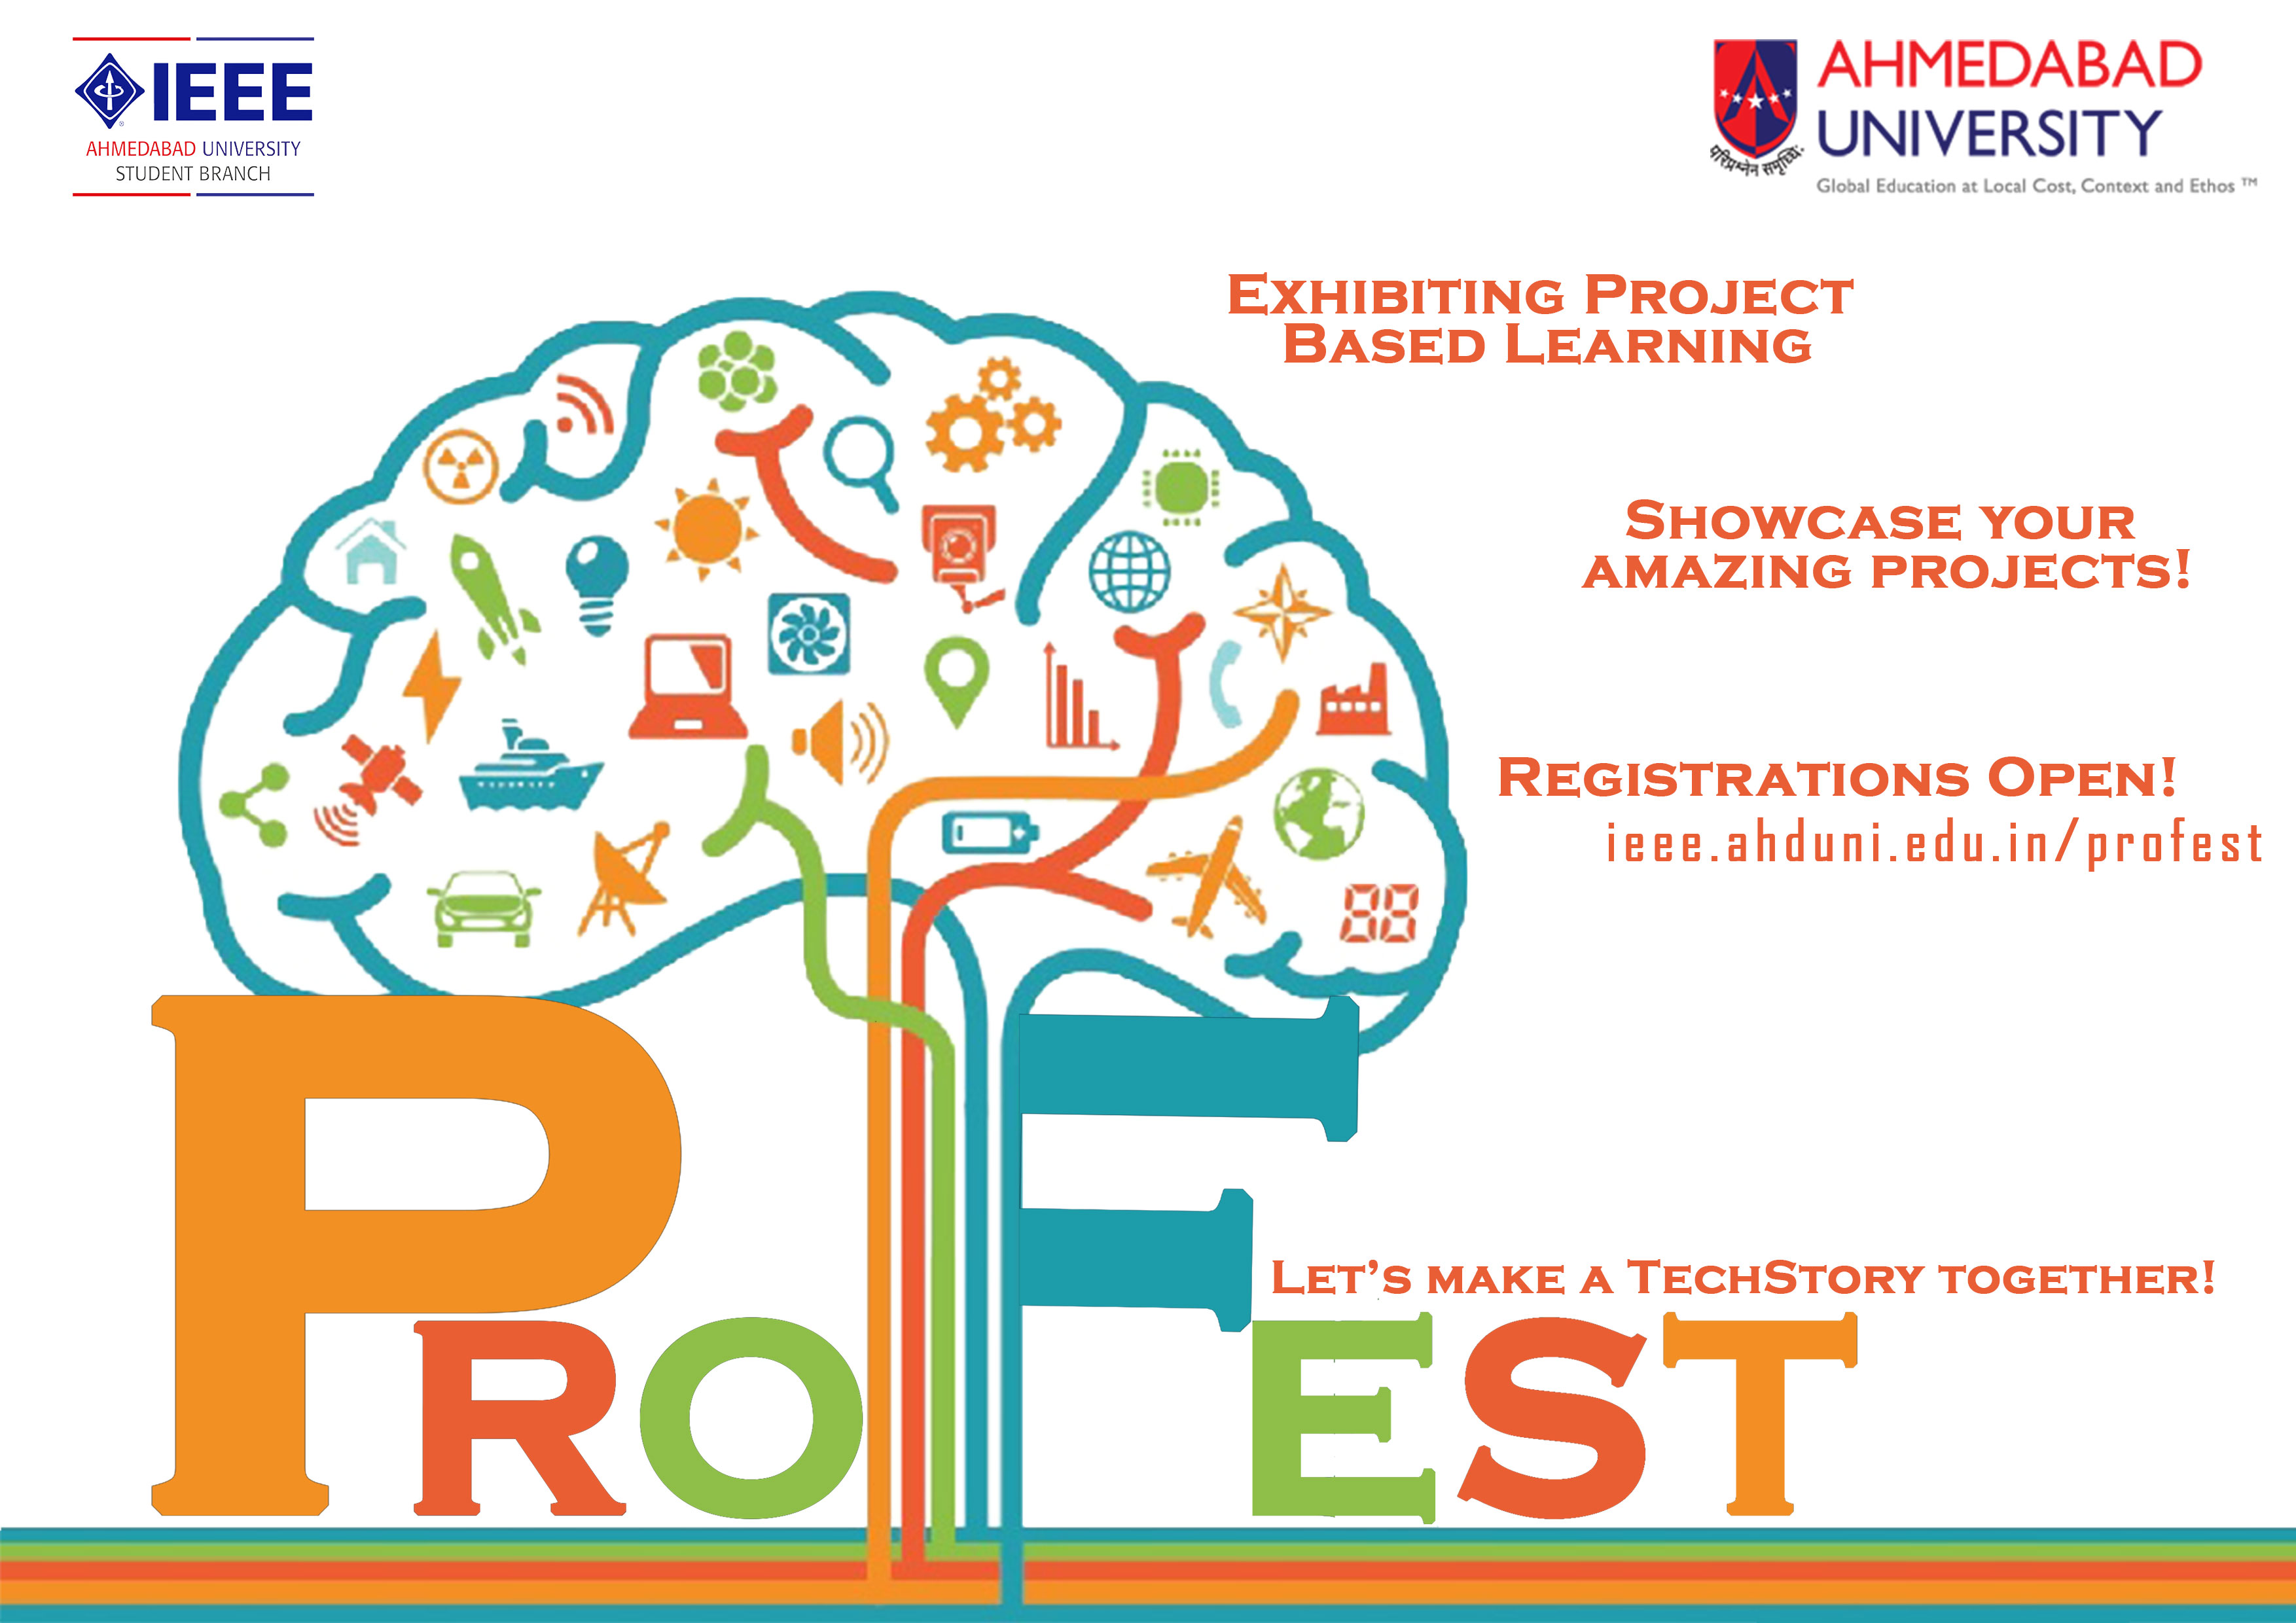 IEEE
AHMEDABAD UNIVERSITY
STUDENT BRANCH
AHMEDABAD
UNIVERSITY
परिप्रश्नेन समृध्धिः
Global Education at Local Cost, Context and Ethos ™
EXHIBITING PROJECT
BASED LEARNING
SHOWCASE YOUR
AMAZING PROJECTS!
REGISTRATIONS OPEN!
ieee.ahduni.edu.in/profest
88
LET'S MAKE A TECHSTORY TOGETHER!
PROFEST